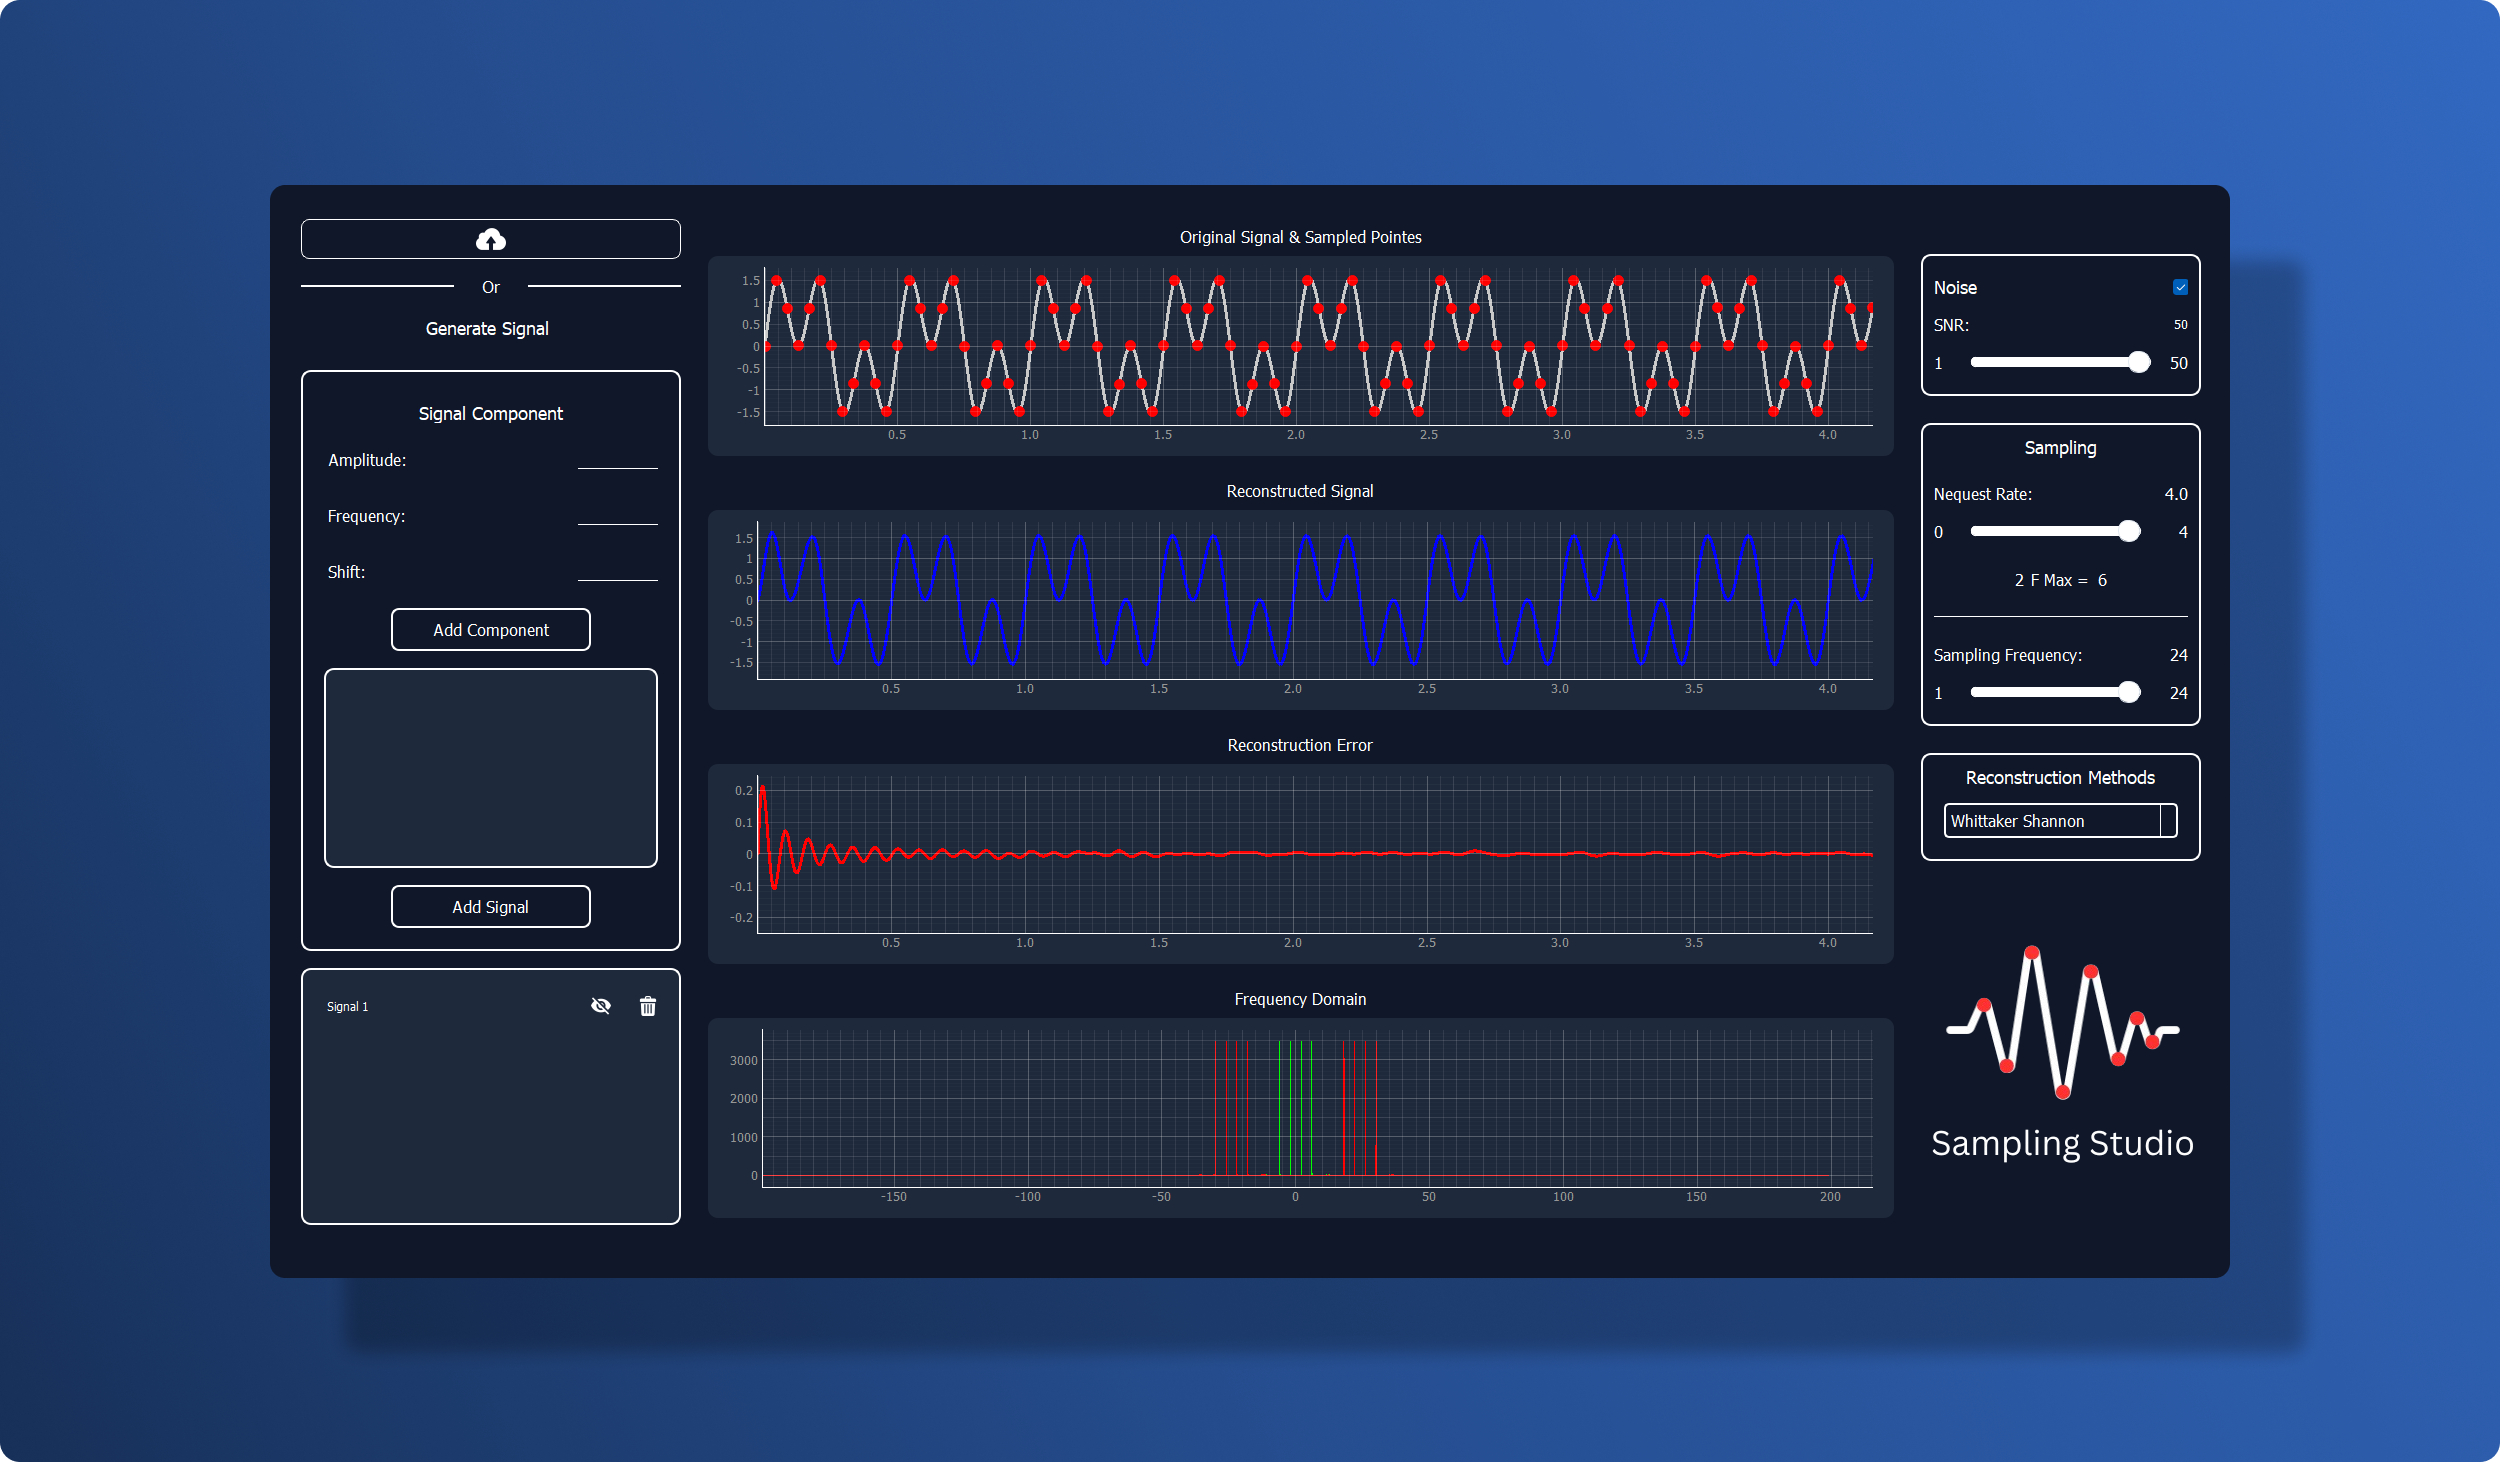 Or
Generate Signal
Signal Component
Amplitude:
Frequency:
Shift:
Add Component
Add Signal
Signal 1
Original Signal & Sampled Pointes
1.5
1
0.5
0
-0.5
-1
-1.5
0.5 1.0 1.5 2.0 2.5 3.0 3.5 4.0
Reconstructed Signal
1.5
1
0.5
0
-0.5
-1
-1.5
0.5 1.0 1.5 2.0 2.5 3.0 3.5 4.0
Reconstruction Error
0.2
0.1
0
-0.1
-0.2
0.5 1.0 1.5 2.0 2.5 3.0 3.5 4.0
Frequency Domain
3000
2000
1000
0
-150 -100 -50 0 50 100 150 200
Noise
SNR: 50
1 50
Sampling
Nequest Rate: 4.0
0 4
2 F Max = 6
Sampling Frequency: 24
1 24
Reconstruction Methods
Whittaker Shannon
Sampling Studio